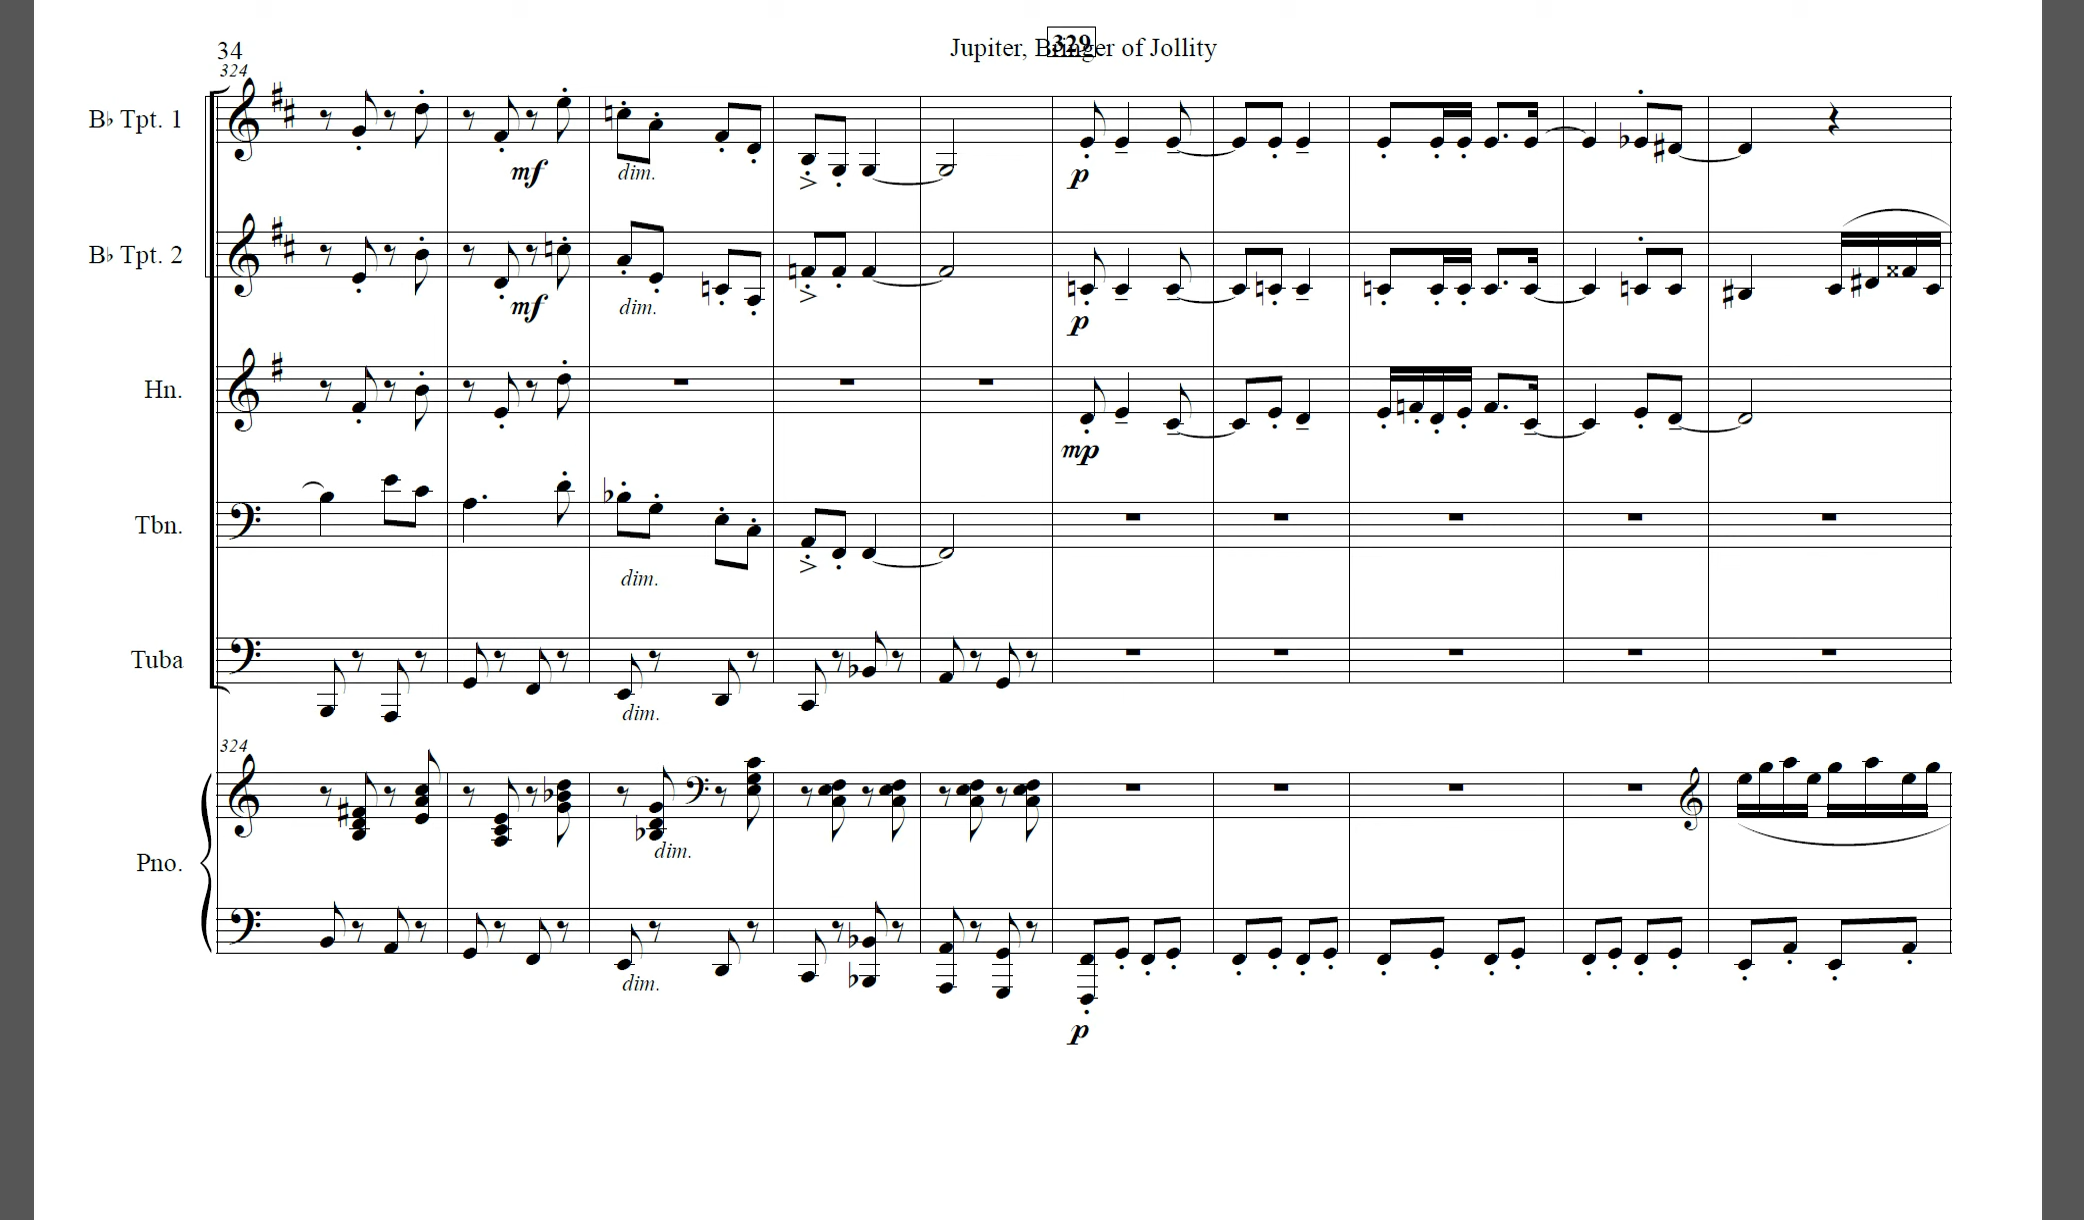 329
34 Jupiter, Bringer of Jollity
324
B♭ Tpt. 1
mf dim. p
B♭ Tpt. 2
mf dim. p
Hn.
mp
Tbn.
dim.
Tuba
dim.
324
Pno.
dim.
dim.
p